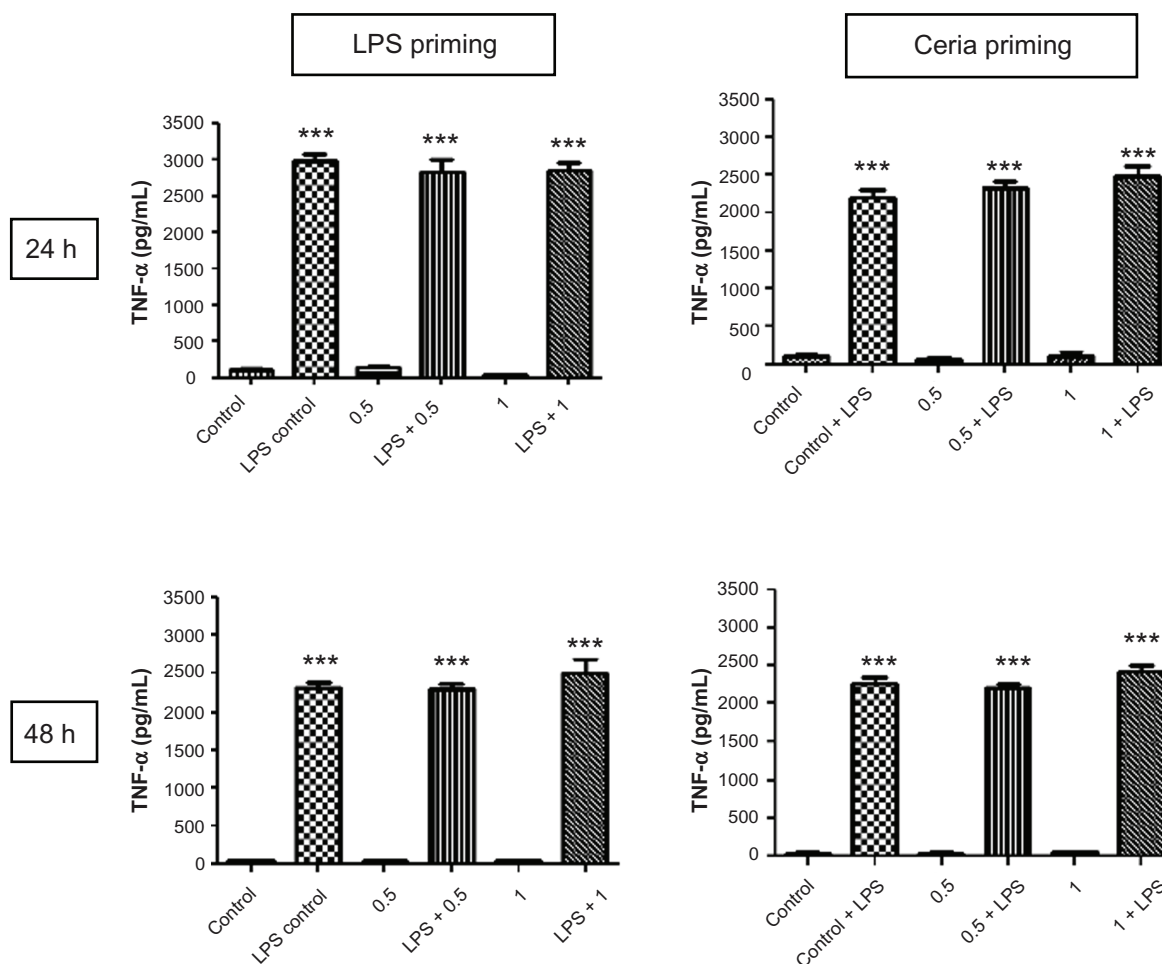 LPS priming
Ceria priming
24 h
TNF-α (pg/mL)
3500
3000
2500
2000
1500
1000
500
0
***
***
***
Control
LPS control
0.5
LPS + 0.5
1
LPS + 1
TNF-α (pg/mL)
3500
3000
2500
2000
1500
1000
500
0
***
***
***
Control
Control + LPS
0.5
0.5 + LPS
1
1 + LPS
48 h
TNF-α (pg/mL)
3500
3000
2500
2000
1500
1000
500
0
***
***
***
Control
LPS control
0.5
LPS + 0.5
1
LPS + 1
TNF-α (pg/mL)
3500
3000
2500
2000
1500
1000
500
0
***
***
***
Control
Control + LPS
0.5
0.5 + LPS
1
1 + LPS